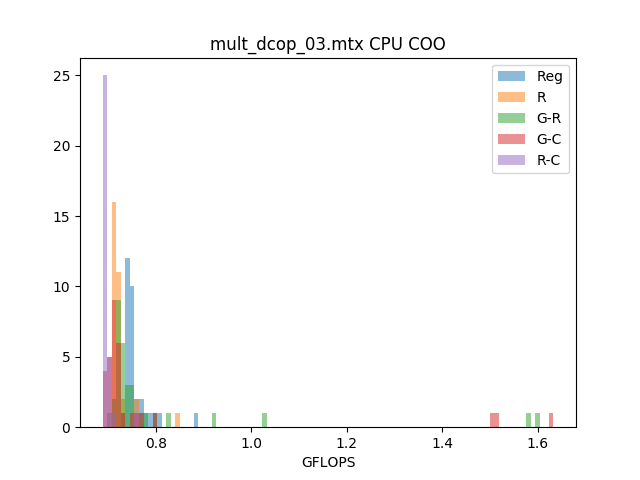 mult_dcop_03.mtx CPU COO
Reg
R
G-R
G-C
R-C
25
20
15
10
5
0
0.8 1.0 1.2 1.4 1.6
GFLOPS